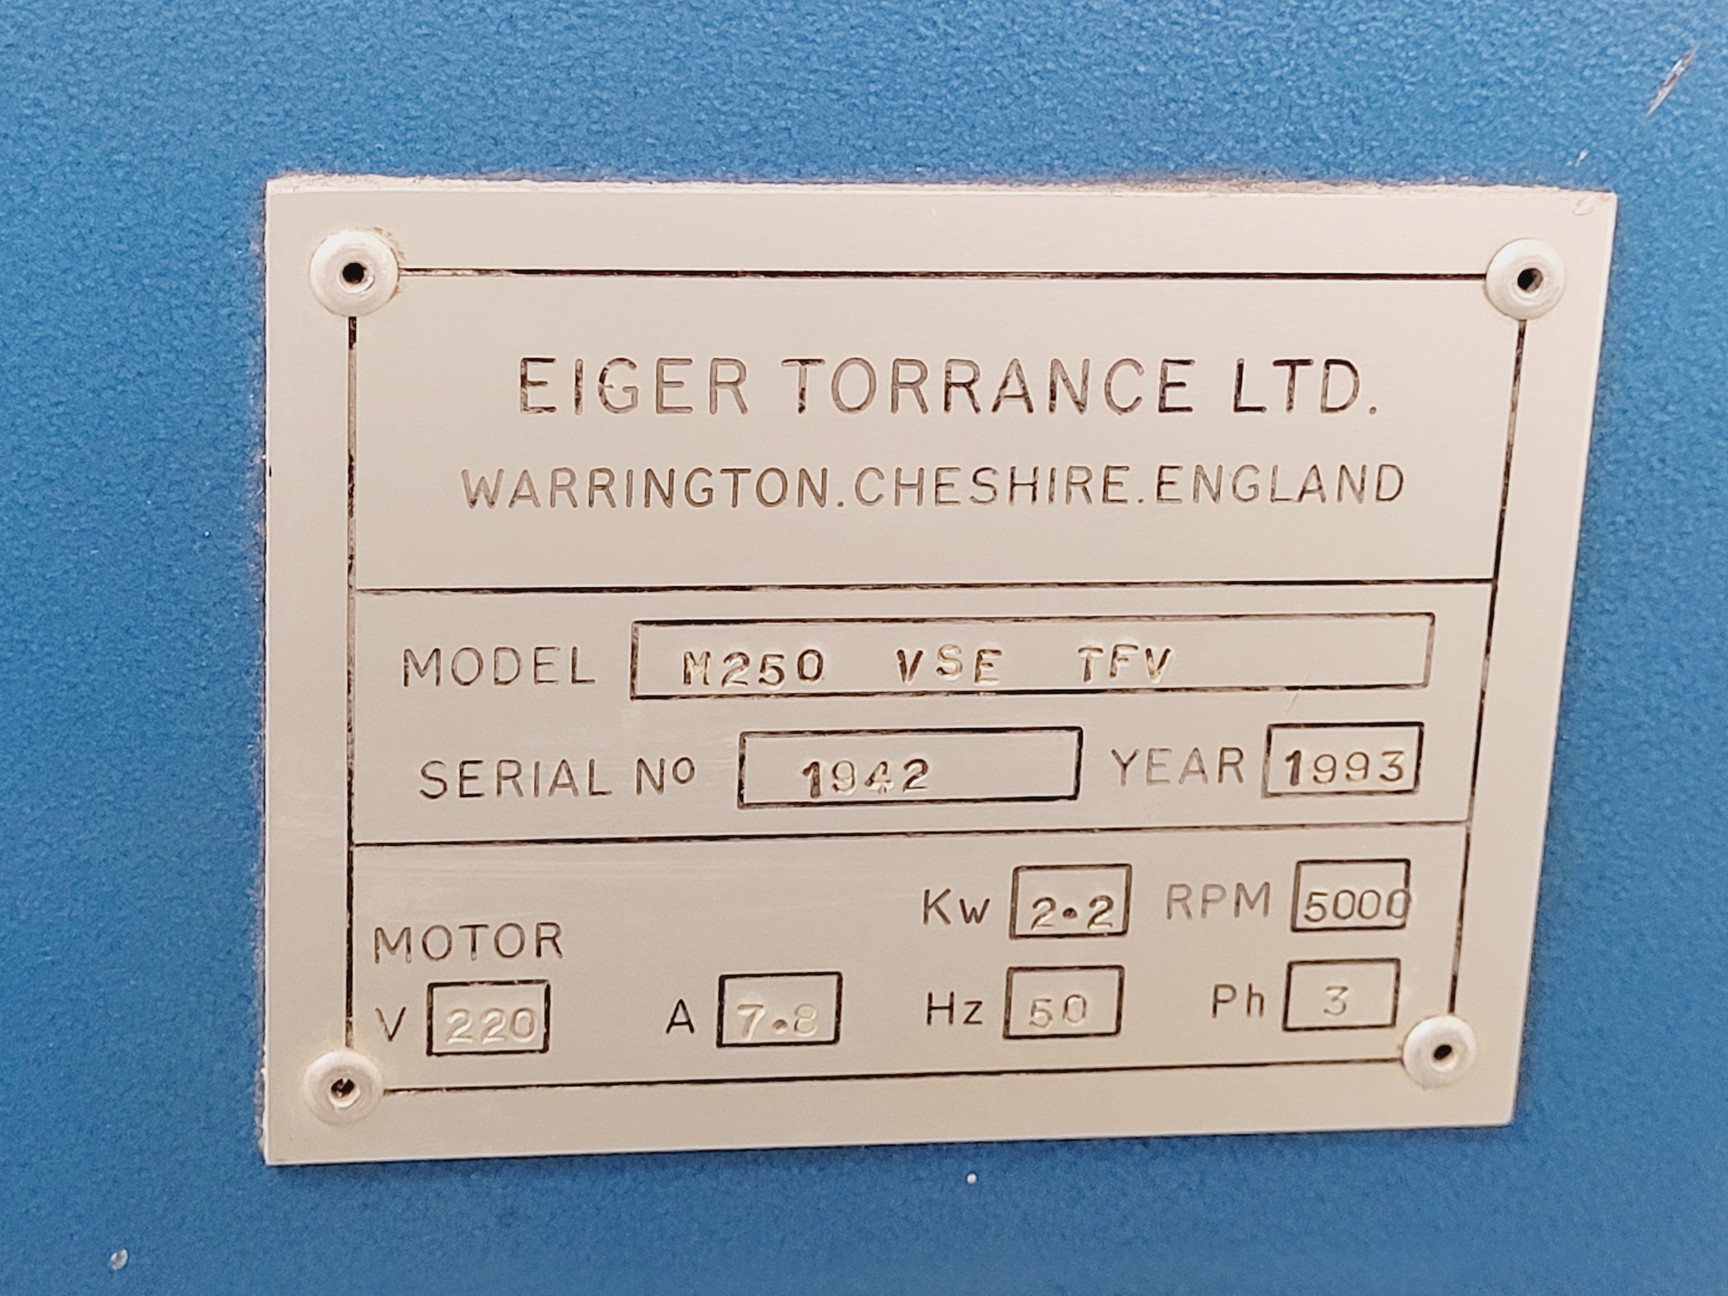 EIGER TORRANCE LTD.
WARRINGTON.CHESHIRE.ENGLAND
MODEL M250 VSE TFV
SERIAL Nº 1942 YEAR 1993
MOTOR Kw 2.2 RPM 5000
V 220 A 7.8 Hz 50 Ph 3